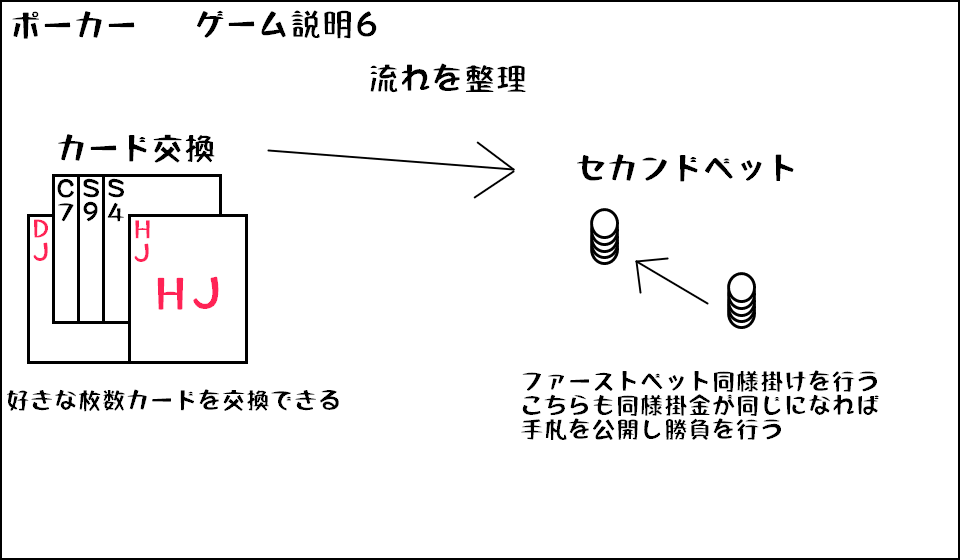 ポーカー　ゲーム説明6
流れを整理
カード交換
セカンドベット
C S S
7 9 4
D H
J J
HJ
好きな枚数カードを交換できる
ファーストベット同様掛けを行う
こちらも同様掛金が同じになれば
手札を公開し勝負を行う